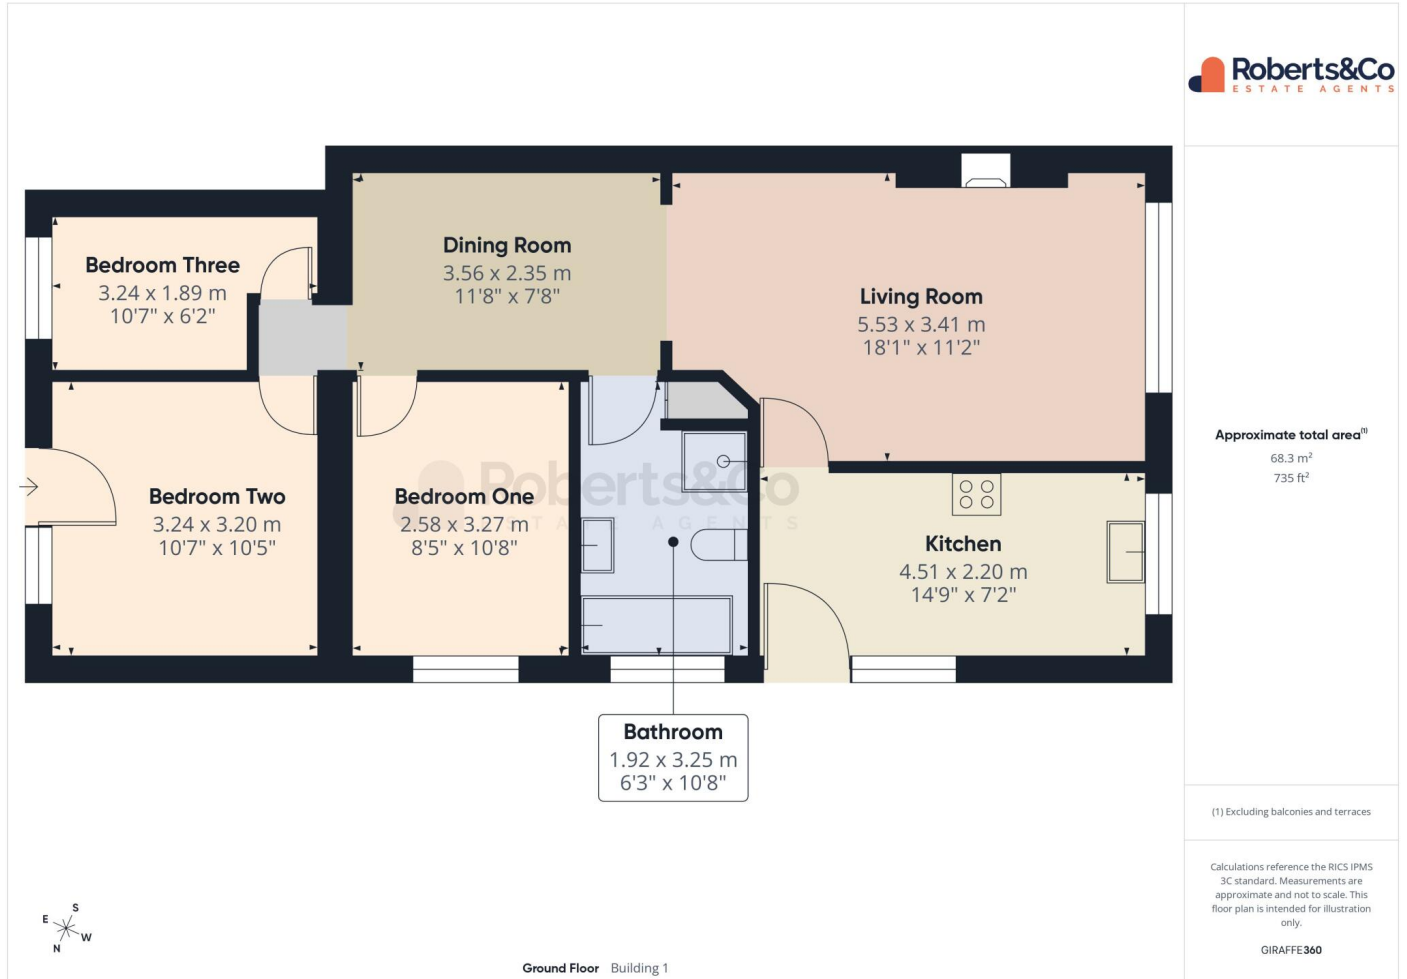 Roberts&Co
ESTATE AGENTS
Bedroom Three
3.24 x 1.89 m
10'7" x 6'2"
Dining Room
3.56 x 2.35 m
11'8" x 7'8"
Living Room
5.53 x 3.41 m
18'1" x 11'2"
Bedroom Two
3.24 x 3.20 m
10'7" x 10'5"
Bedroom One
2.58 x 3.27 m
8'5" x 10'8"
Roberts&Co
ESTATE AGENTS
Kitchen
4.51 x 2.20 m
14'9" x 7'2"
Bathroom
1.92 x 3.25 m
6'3" x 10'8"
Approximate total area(1)
68.3 m²
735 ft²
(1) Excluding balconies and terraces
Calculations reference the RICS IPMS
3C standard. Measurements are
approximate and not to scale. This
floor plan is intended for illustration
only.
GIRAFFE360
S
E
W
N
Ground Floor Building 1